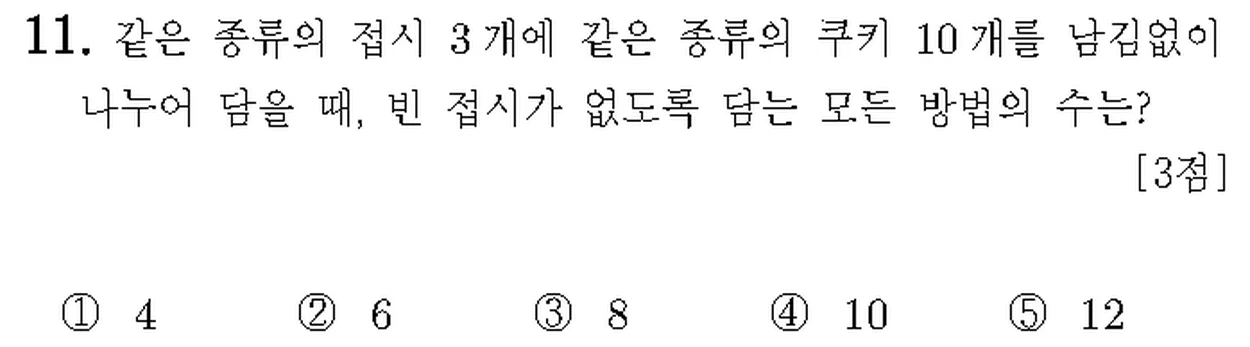 11. 같은 종류의 접시 3개에 같은 종류의 쿠키 10개를 남김없이
나누어 담을 때, 빈 접시가 없도록 담는 모든 방법의 수는?
[3점]
① 4 ② 6 ③ 8 ④ 10 ⑤ 12